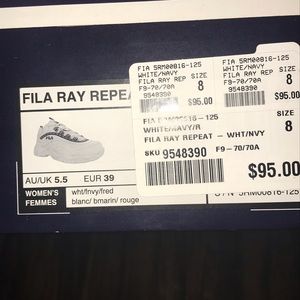 FIA 5RM00816-125
WHITE/NAVY
FILA RAY REP
F9-70/70A
9548390
SIZE
8
$95.00
WHITE/NAVY
FILA RAY REP
F9-70/70A
9548390
SIZE
8
$95.00
FILA RAY REPEA
FILA
WHITE/NAVY/R
FILA RAY REPEAT - WHT/NVY
SKU 9548390 F9-70/70A
SIZE
8
$95.00
AU/UK 5.5 EUR 39
WOMEN'S wht/fnvy/fred
FEMMES blanc/ bmarin/ rouge
5RM00816-125